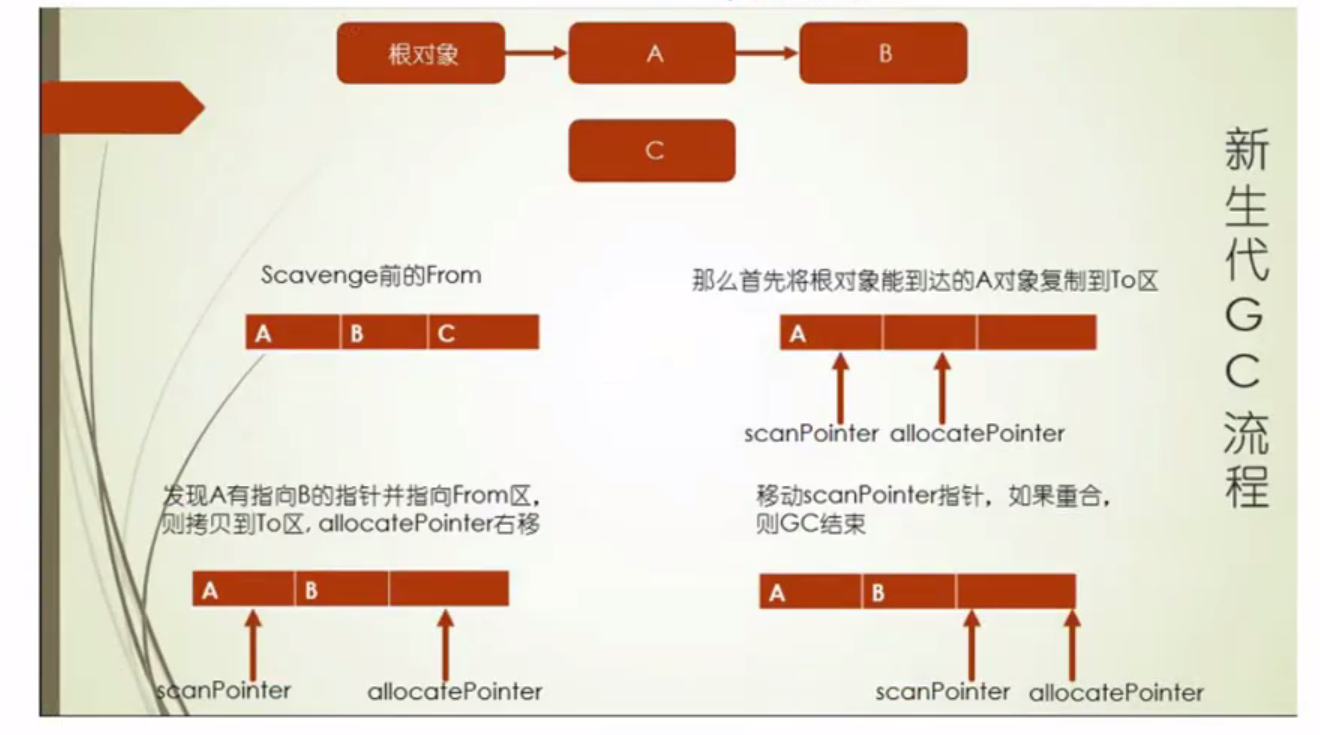 根对象
A
B
C
新生代GC流程
Scavenge前的From
A B C
那么首先将根对象能到达的A对象复制到To区
A
scanPointer allocatePointer
发现A有指向B的指针并指向From区，
则拷贝到To区, allocatePointer右移
A B
scanPointer allocatePointer
移动scanPointer指针，如果重合，
则GC结束
A B
scanPointer allocatePointer